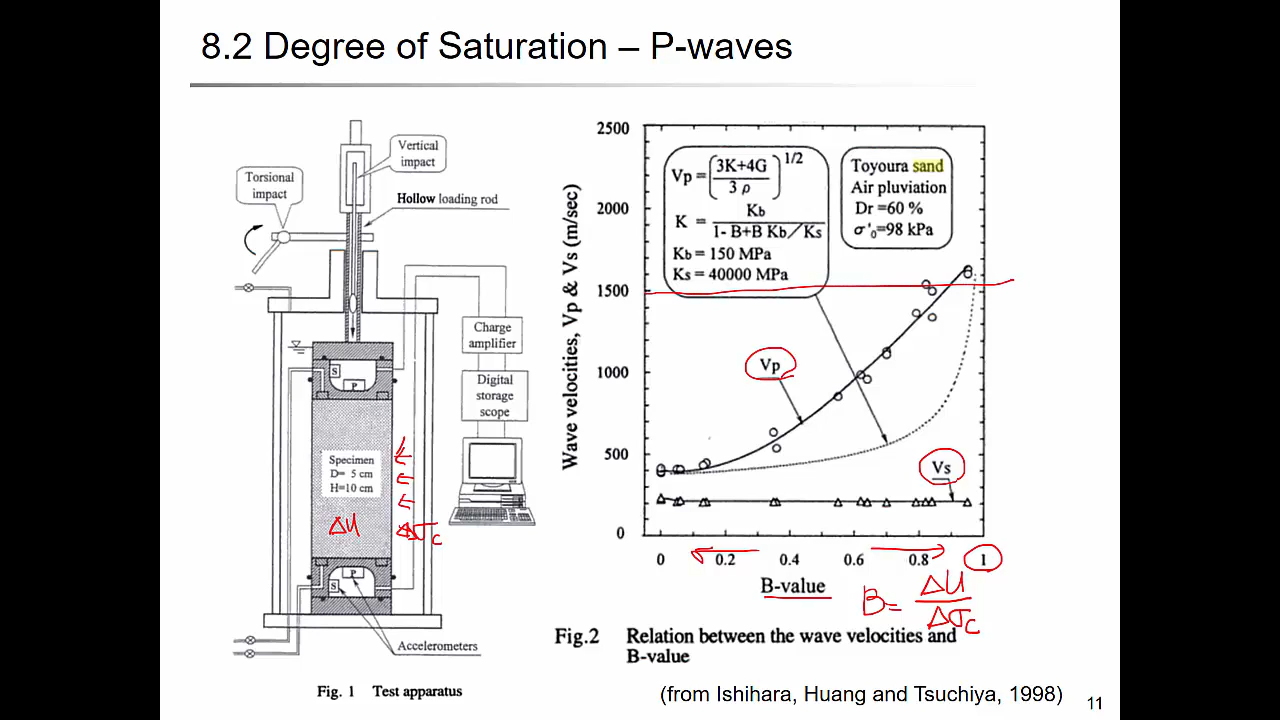 8.2 Degree of Saturation – P-waves
Vertical
impact
Torsional
impact
Hollow loading rod
Charge
amplifier
Digital
storage
scope
S
P
Specimen
D= 5 cm
H=10 cm
ΔU
Δσc
P
S
Accelerometers
Fig. 1 Test apparatus
Wave velocities, Vp & Vs (m/sec)
2500
2000
1500
1000
500
0
Vp= (3K+4G / 3 ρ)1/2
K = Kb / 1- B+B Kb/Ks
Kb = 150 MPa
Ks = 40000 MPa
Toyoura sand
Air pluviation
Dr =60 %
σ'0=98 kPa
Vp
Vs
0 0.2 0.4 0.6 0.8 1
B-value
B= ΔU / Δσc
Fig.2 Relation between the wave velocities and
B-value
(from Ishihara, Huang and Tsuchiya, 1998)
11